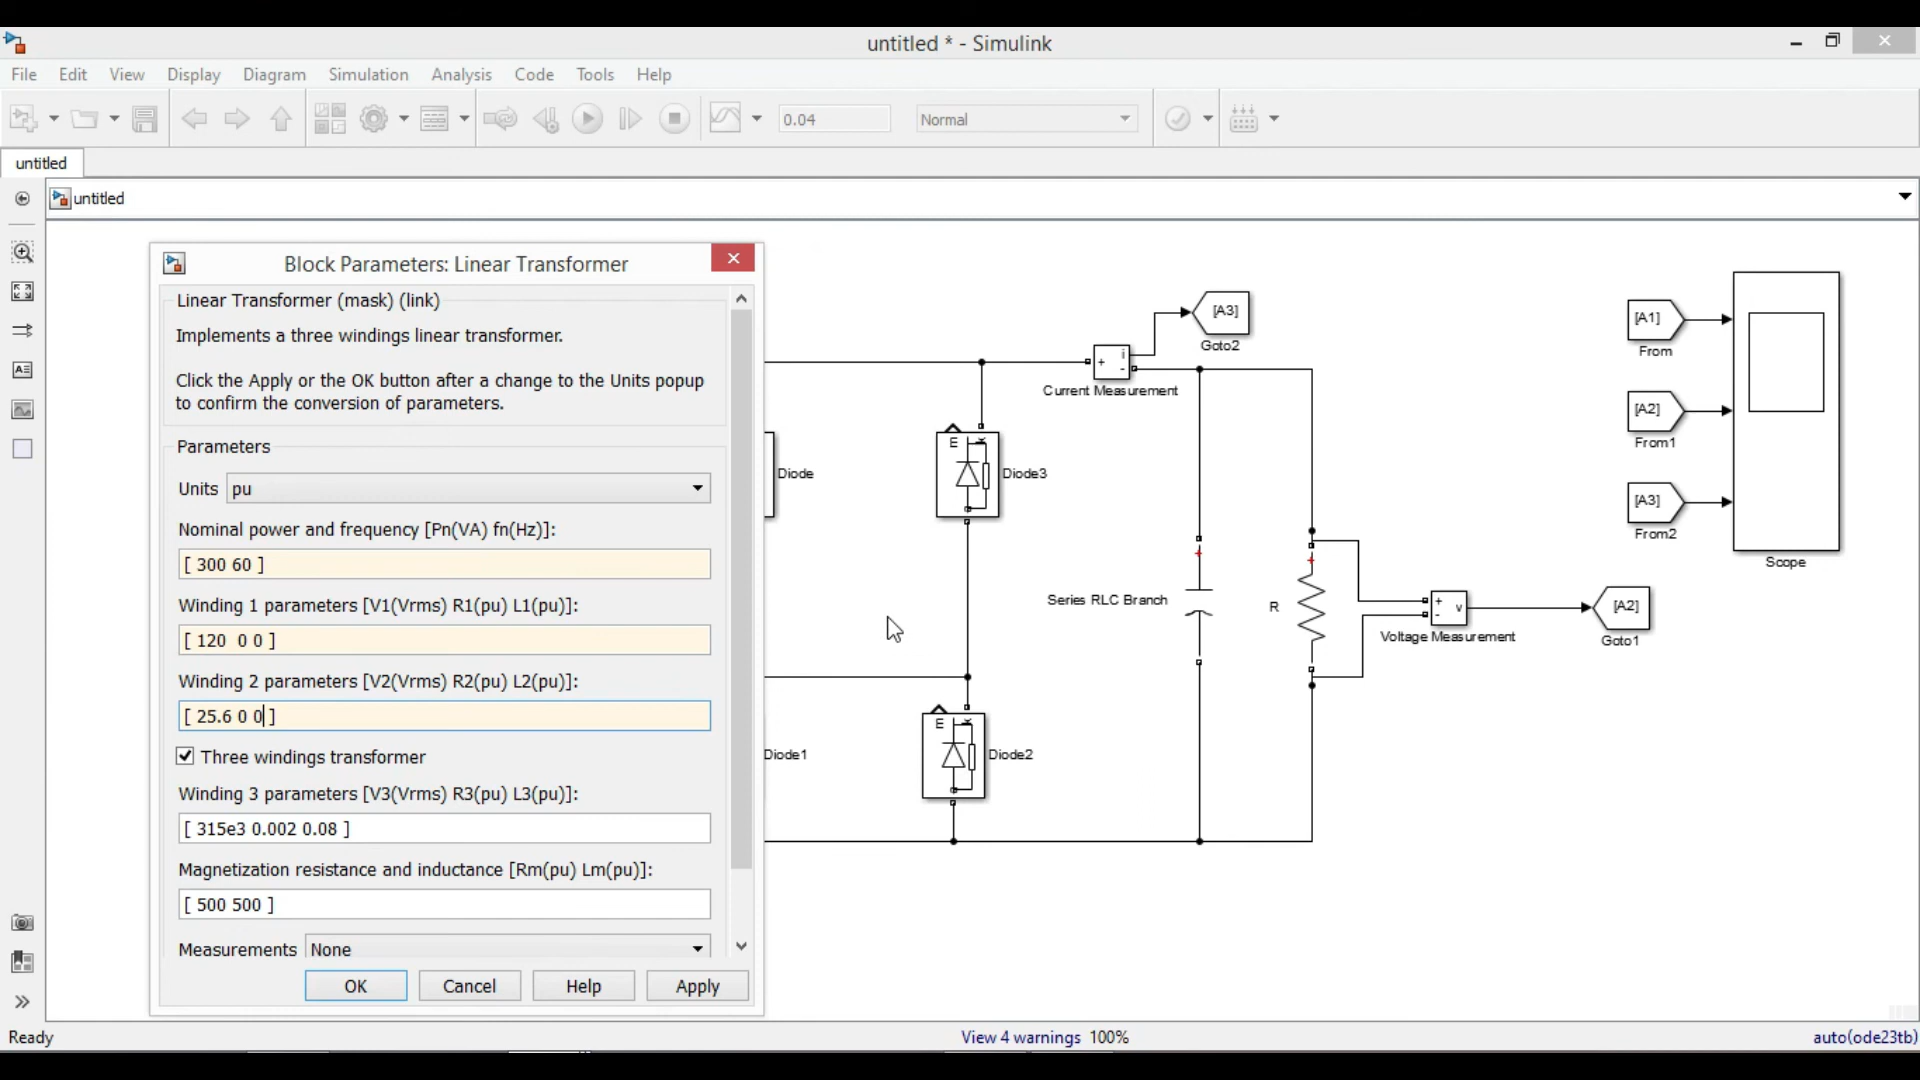 untitled * - Simulink
File Edit View Display Diagram Simulation Analysis Code Tools Help
0.04
Normal
untitled
untitled
Block Parameters: Linear Transformer
Linear Transformer (mask) (link)
Implements a three windings linear transformer.
Click the Apply or the OK button after a change to the Units popup
to confirm the conversion of parameters.
Parameters
Units pu
Nominal power and frequency [Pn(VA) fn(Hz)]:
[ 300 60 ]
Winding 1 parameters [V1(Vrms) R1(pu) L1(pu)]:
[ 120  0 0 ]
Winding 2 parameters [V2(Vrms) R2(pu) L2(pu)]:
[ 25.6 0 0 ]
Three windings transformer
Winding 3 parameters [V3(Vrms) R3(pu) L3(pu)]:
[ 315e3 0.002 0.08 ]
Magnetization resistance and inductance [Rm(pu) Lm(pu)]:
[ 500 500 ]
Measurements None
OK Cancel Help Apply
[A3]
Goto2
+ i
-
Current Measurement
E
Diode
Diode3
Series RLC Branch
+
+
R
+ v
-
Voltage Measurement
[A2]
Goto1
E
Diode1
Diode2
[A1]
From
[A2]
From1
[A3]
From2
Scope
Ready
View 4 warnings 100%
auto(ode23tb)